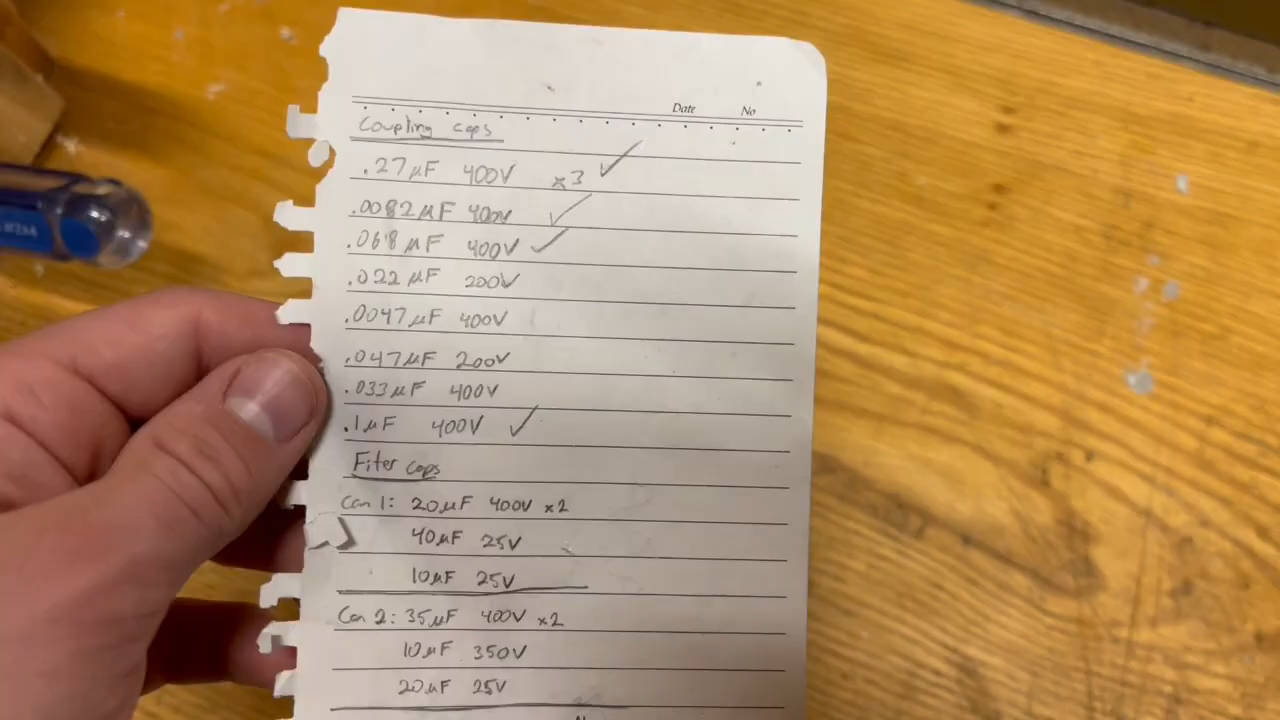 Date No
Coupling caps
.27µF 400V x3 ✓
.0082µF 400V ✓
.068µF 400V ✓
.022µF 200V
.0047µF 400V
.047µF 200V
.033µF 400V
.1µF 400V ✓
Fiter caps
Can 1: 20µF 400V x2
40µF 25V
10µF 25V
Can 2: 35µF 400V x2
10µF 350V
20µF 25V